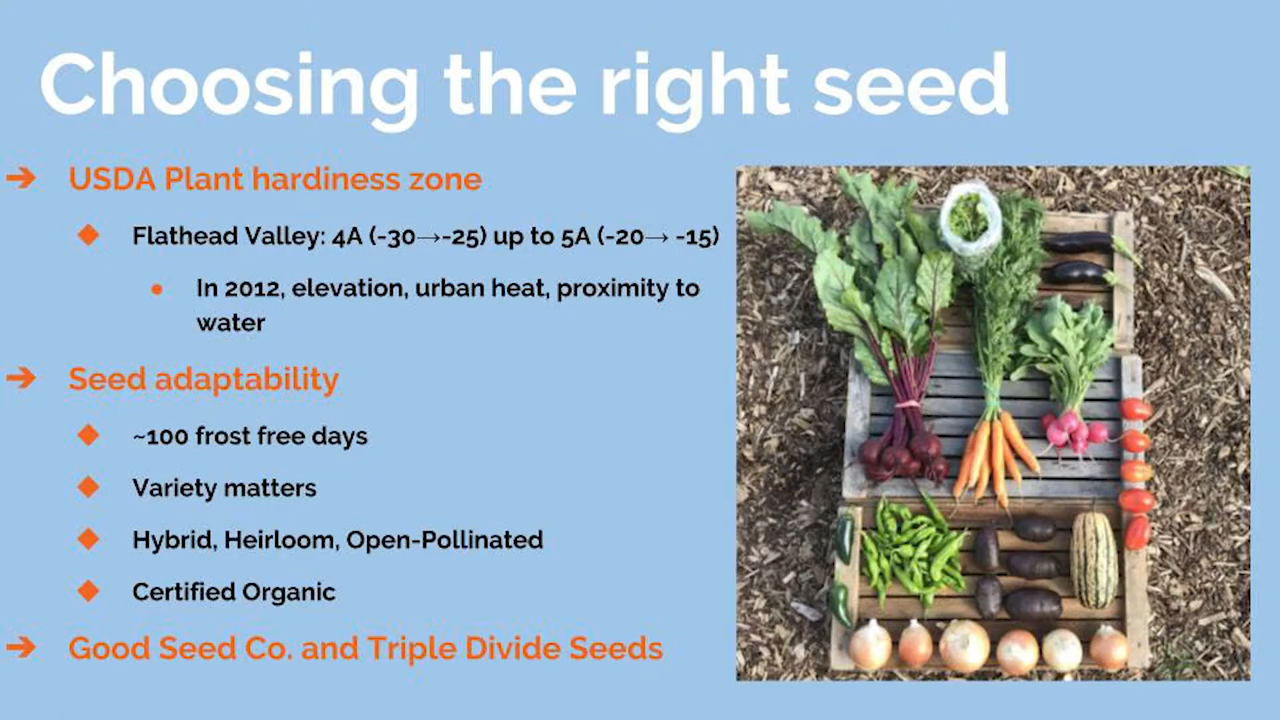 Choosing the right seed
➔ USDA Plant hardiness zone
◆ Flathead Valley: 4A (-30→-25) up to 5A (-20→ -15)
● In 2012, elevation, urban heat, proximity to
water
➔ Seed adaptability
◆ ~100 frost free days
◆ Variety matters
◆ Hybrid, Heirloom, Open-Pollinated
◆ Certified Organic
➔ Good Seed Co. and Triple Divide Seeds